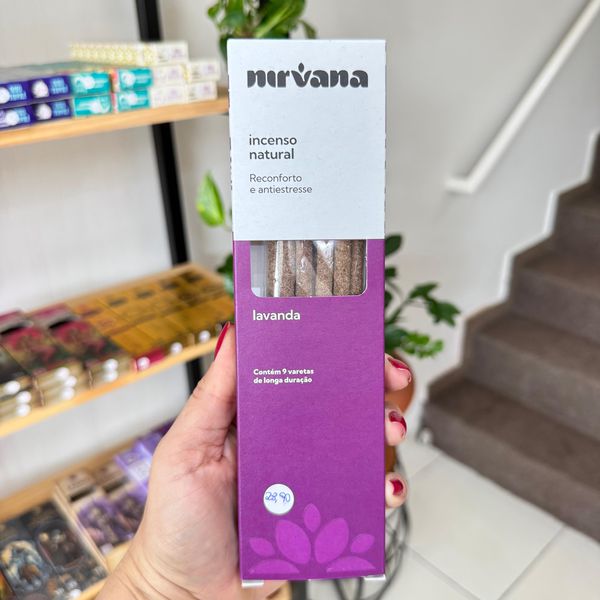 nirvana
incenso
natural
Reconforto
e antiestresse
lavanda
Contém 9 varetas
de longa duração
28,90